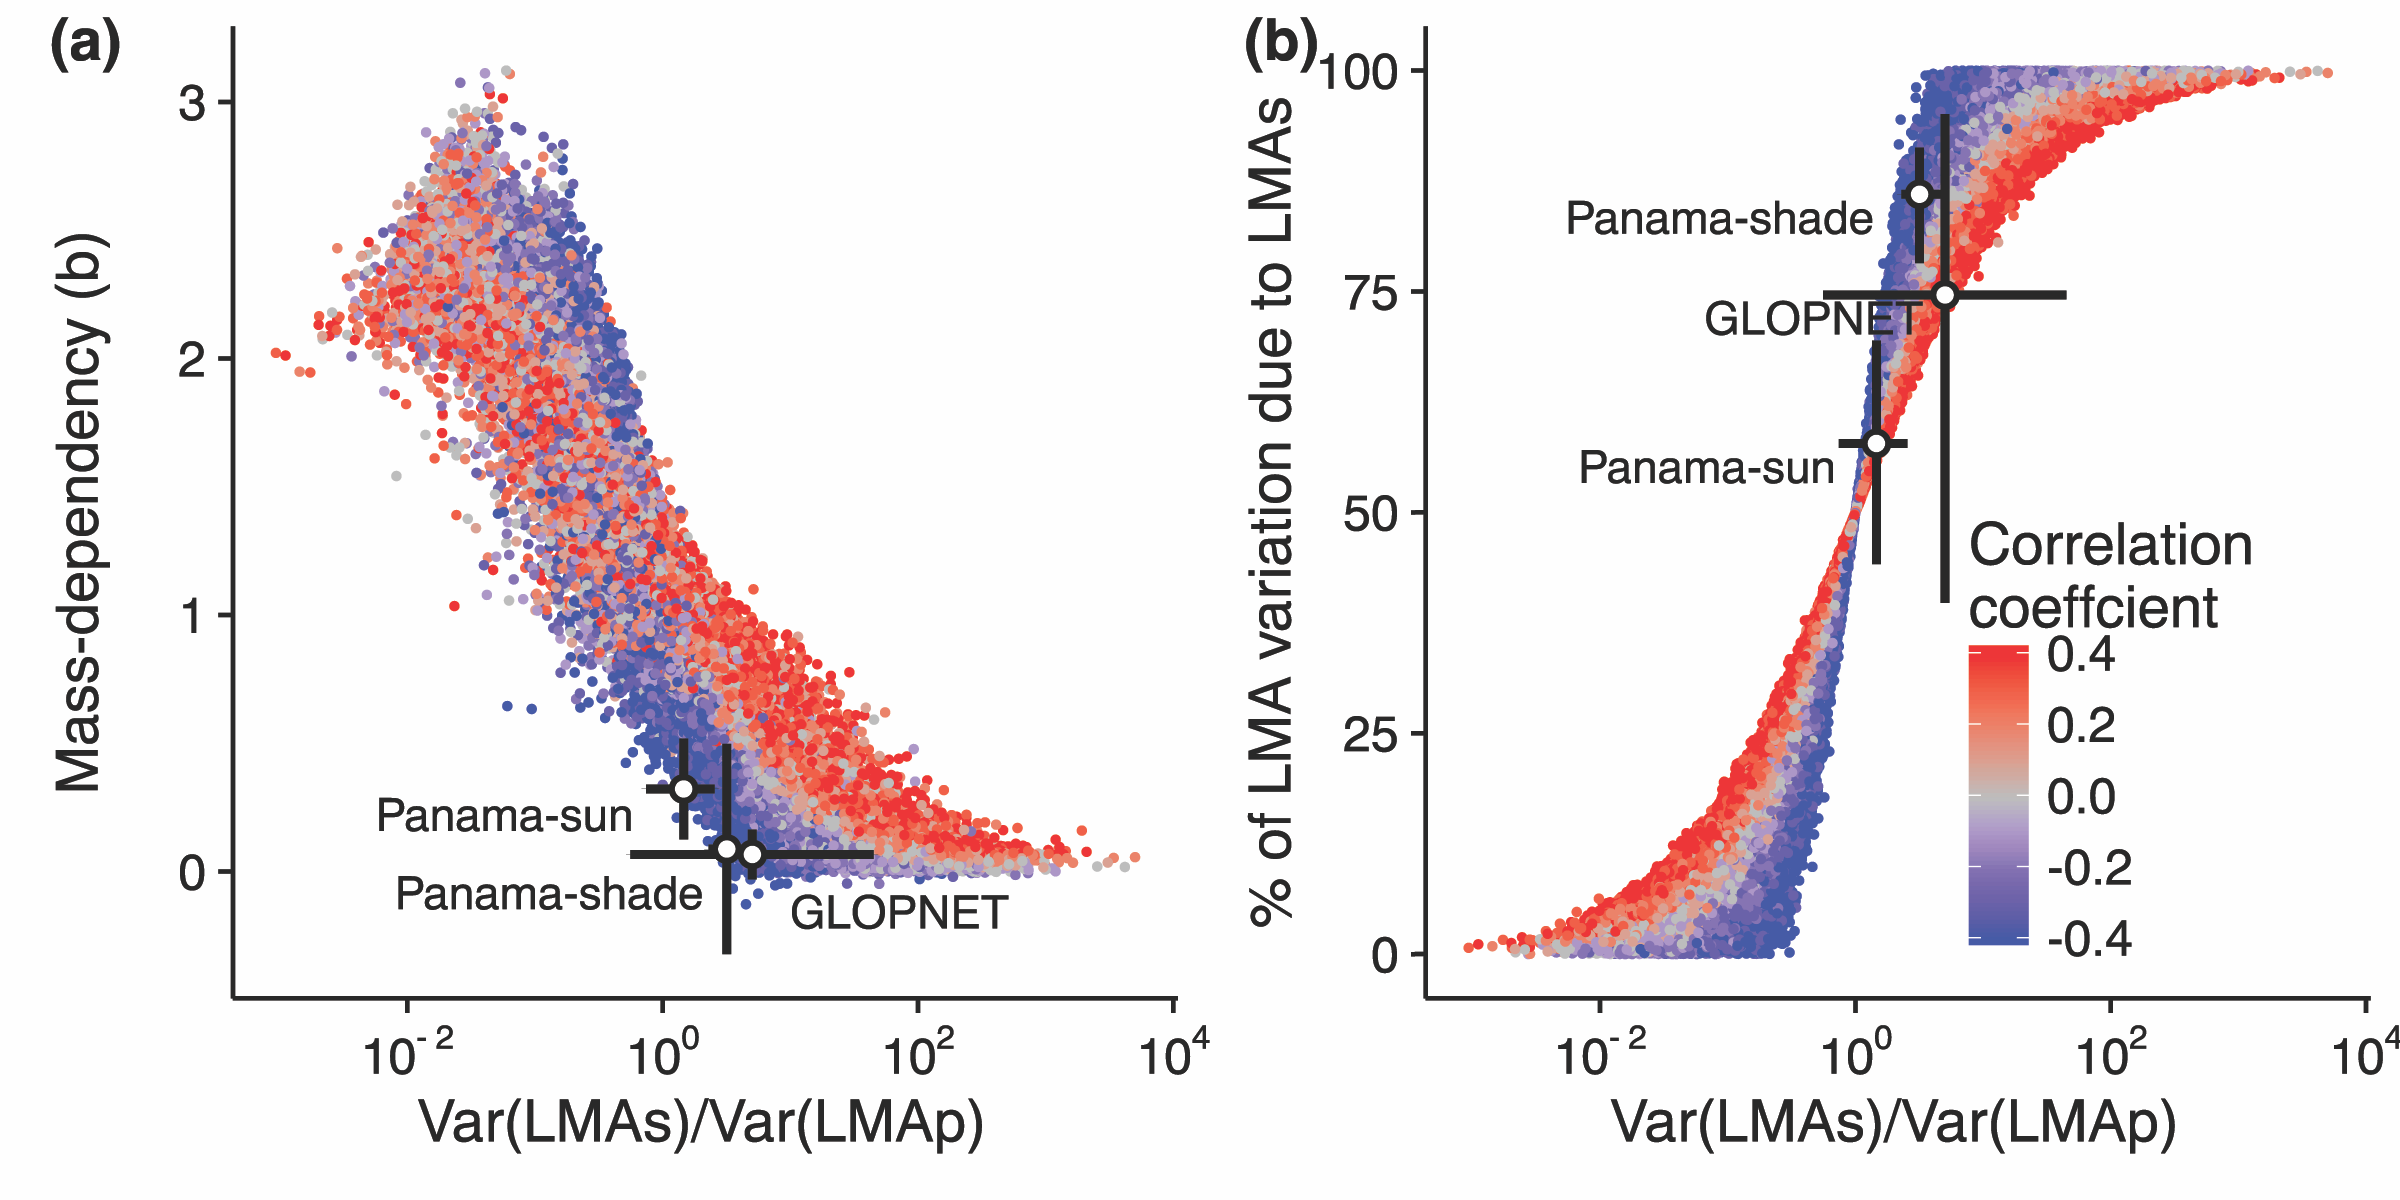 (a)
Mass-dependency (b)
3
2
1
0
Panama-sun
Panama-shade
GLOPNET
10-2
100
102
104
Var(LMAs)/Var(LMAp)
(b)
% of LMA variation due to LMAs
100
75
50
25
0
Panama-shade
GLOPNET
Panama-sun
Correlation
coeffcient
0.4
0.2
0.0
-0.2
-0.4
10-2
100
102
104
Var(LMAs)/Var(LMAp)